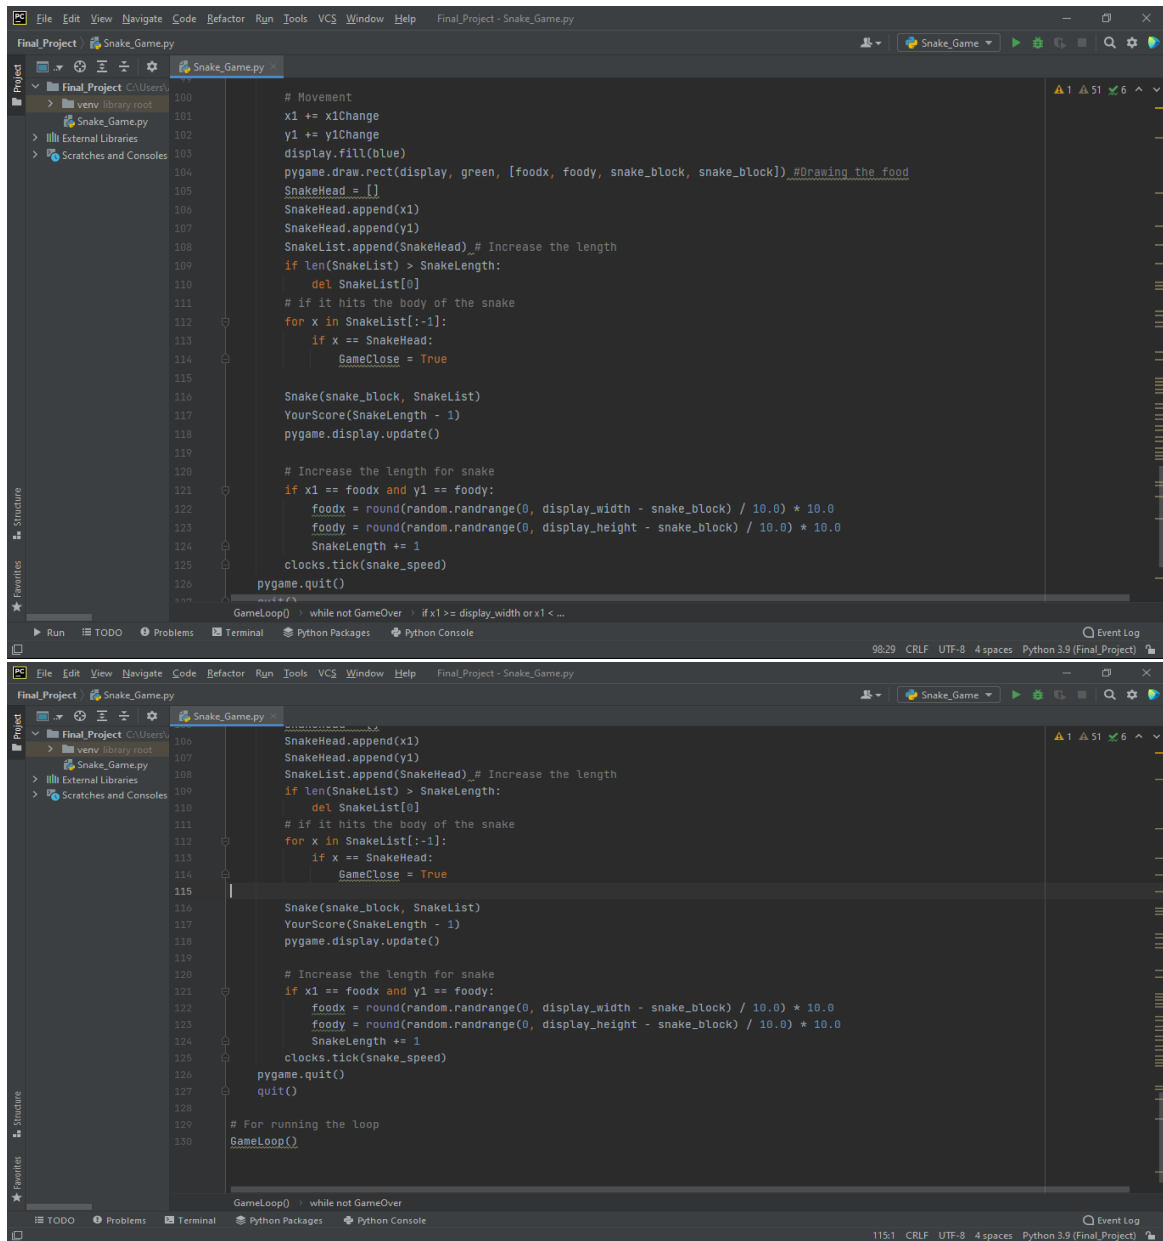 File Edit View Navigate Code Refactor Run Tools VCS Window Help Final_Project - Snake_Game.py
Final_Project Snake_Game.py Snake_Game
Project Snake_Game.py
Final_Project C:\Users\
venv library root
Snake_Game.py
External Libraries
Scratches and Consoles
1 51 6
100 # Movement
101 x1 += x1Change
102 y1 += y1Change
103 display.fill(blue)
104 pygame.draw.rect(display, green, [foodx, foody, snake_block, snake_block]) #Drawing the food
105 SnakeHead = []
106 SnakeHead.append(x1)
107 SnakeHead.append(y1)
108 SnakeList.append(SnakeHead) # Increase the length
109 if len(SnakeList) > SnakeLength:
110 del SnakeList[0]
111 # if it hits the body of the snake
112 for x in SnakeList[:-1]:
113 if x == SnakeHead:
114 GameClose = True
115
116 Snake(snake_block, SnakeList)
117 YourScore(SnakeLength - 1)
118 pygame.display.update()
119
120 # Increase the length for snake
121 if x1 == foodx and y1 == foody:
122 foodx = round(random.randrange(0, display_width - snake_block) / 10.0) * 10.0
123 foody = round(random.randrange(0, display_height - snake_block) / 10.0) * 10.0
124 SnakeLength += 1
125 clocks.tick(snake_speed)
126 pygame.quit()
127 quit()
Structure
Favorites
GameLoop() while not GameOver if x1 >= display_width or x1 < ...
Run TODO Problems Terminal Python Packages Python Console Event Log
98:29 CRLF UTF-8 4 spaces Python 3.9 (Final_Project)
File Edit View Navigate Code Refactor Run Tools VCS Window Help Final_Project - Snake_Game.py
Final_Project Snake_Game.py Snake_Game
Project Snake_Game.py
Final_Project C:\Users\
venv library root
Snake_Game.py
External Libraries
Scratches and Consoles
1 51 6
105 SnakeHead = []
106 SnakeHead.append(x1)
107 SnakeHead.append(y1)
108 SnakeList.append(SnakeHead) # Increase the length
109 if len(SnakeList) > SnakeLength:
110 del SnakeList[0]
111 # if it hits the body of the snake
112 for x in SnakeList[:-1]:
113 if x == SnakeHead:
114 GameClose = True
115
116 Snake(snake_block, SnakeList)
117 YourScore(SnakeLength - 1)
118 pygame.display.update()
119
120 # Increase the length for snake
121 if x1 == foodx and y1 == foody:
122 foodx = round(random.randrange(0, display_width - snake_block) / 10.0) * 10.0
123 foody = round(random.randrange(0, display_height - snake_block) / 10.0) * 10.0
124 SnakeLength += 1
125 clocks.tick(snake_speed)
126 pygame.quit()
127 quit()
128
129 # For running the loop
130 GameLoop()
Structure
Favorites
GameLoop() while not GameOver
TODO Problems Terminal Python Packages Python Console Event Log
115:1 CRLF UTF-8 4 spaces Python 3.9 (Final_Project)